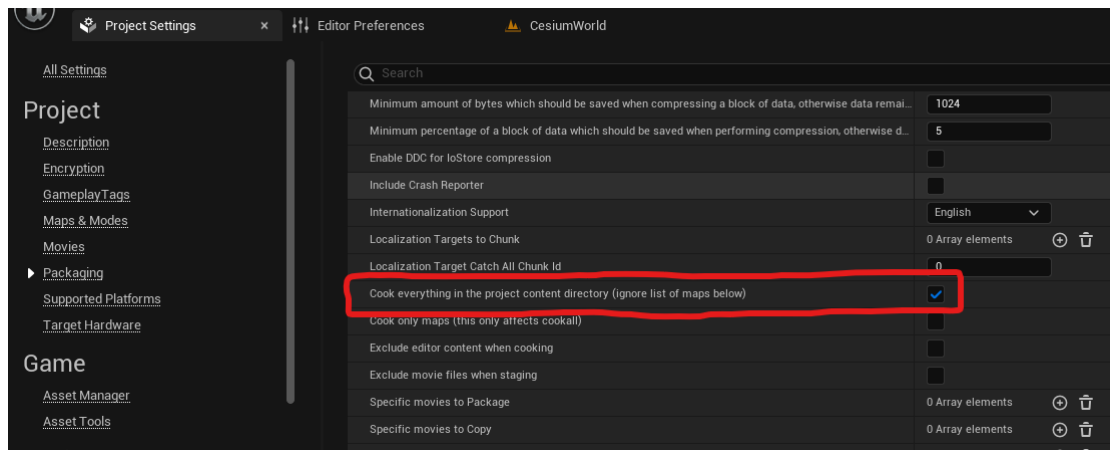 Project Settings
Editor Preferences
CesiumWorld
All Settings
Project
Description
Encryption
GameplayTags
Maps & Modes
Movies
Packaging
Supported Platforms
Target Hardware
Game
Asset Manager
Asset Tools
Search
Minimum amount of bytes which should be saved when compressing a block of data, otherwise data remai... 1024
Minimum percentage of a block of data which should be saved when performing compression, otherwise d... 5
Enable DDC for IoStore compression
Include Crash Reporter
Internationalization Support English
Localization Targets to Chunk 0 Array elements
Localization Target Catch All Chunk Id 0
Cook everything in the project content directory (ignore list of maps below)
Cook only maps (this only affects cookall)
Exclude editor content when cooking
Exclude movie files when staging
Specific movies to Package 0 Array elements
Specific movies to Copy 0 Array elements